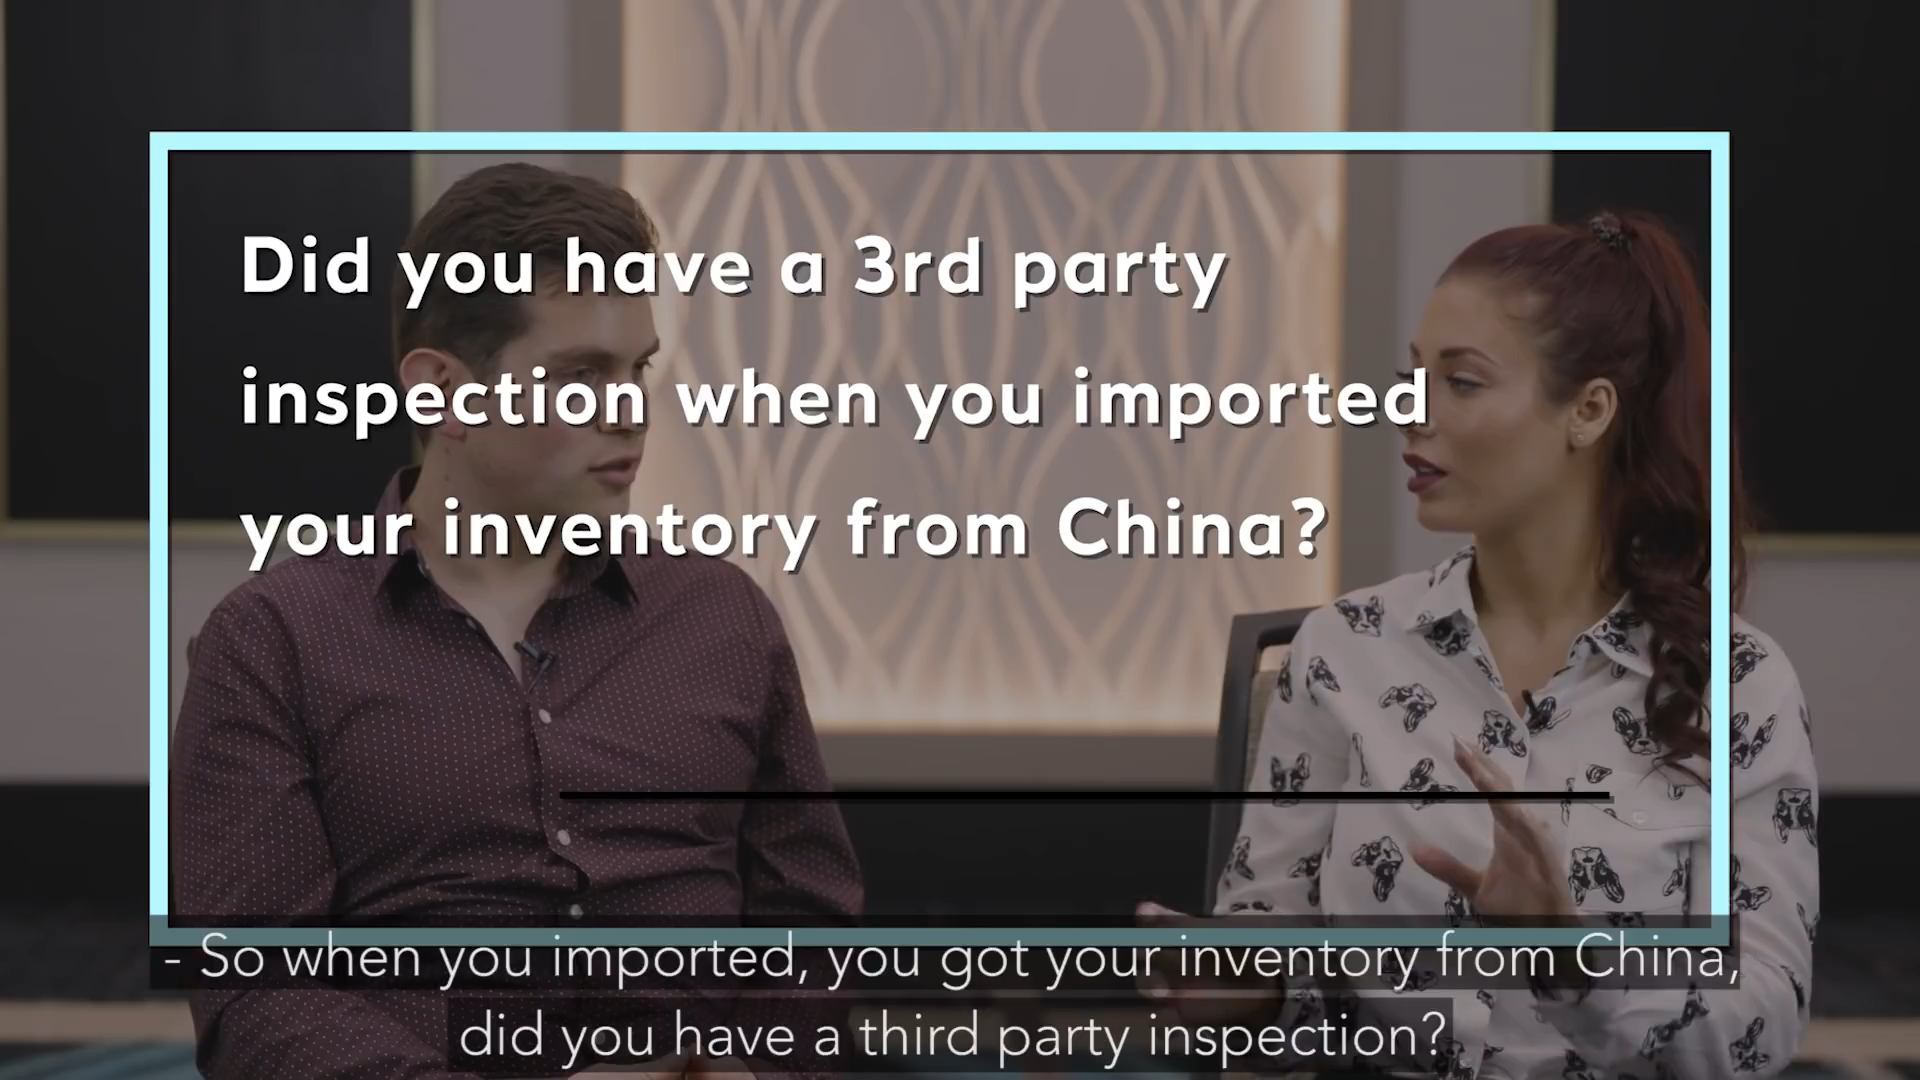 Did you have a 3rd party
inspection when you imported
your inventory from China?
- So when you imported, you got your inventory from China,
did you have a third party inspection?